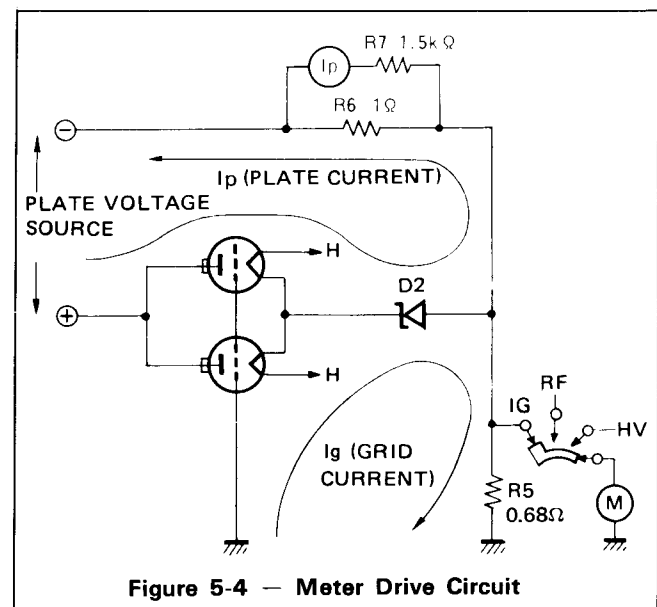 R7 1.5kΩ
Ip
R6 1Ω
⊖
Ip (PLATE CURRENT)
PLATE VOLTAGE
SOURCE
H
D2
⊕
H
RF
IG
HV
Ig (GRID
CURRENT)
R5
0.68Ω
M
Figure 5-4 — Meter Drive Circuit